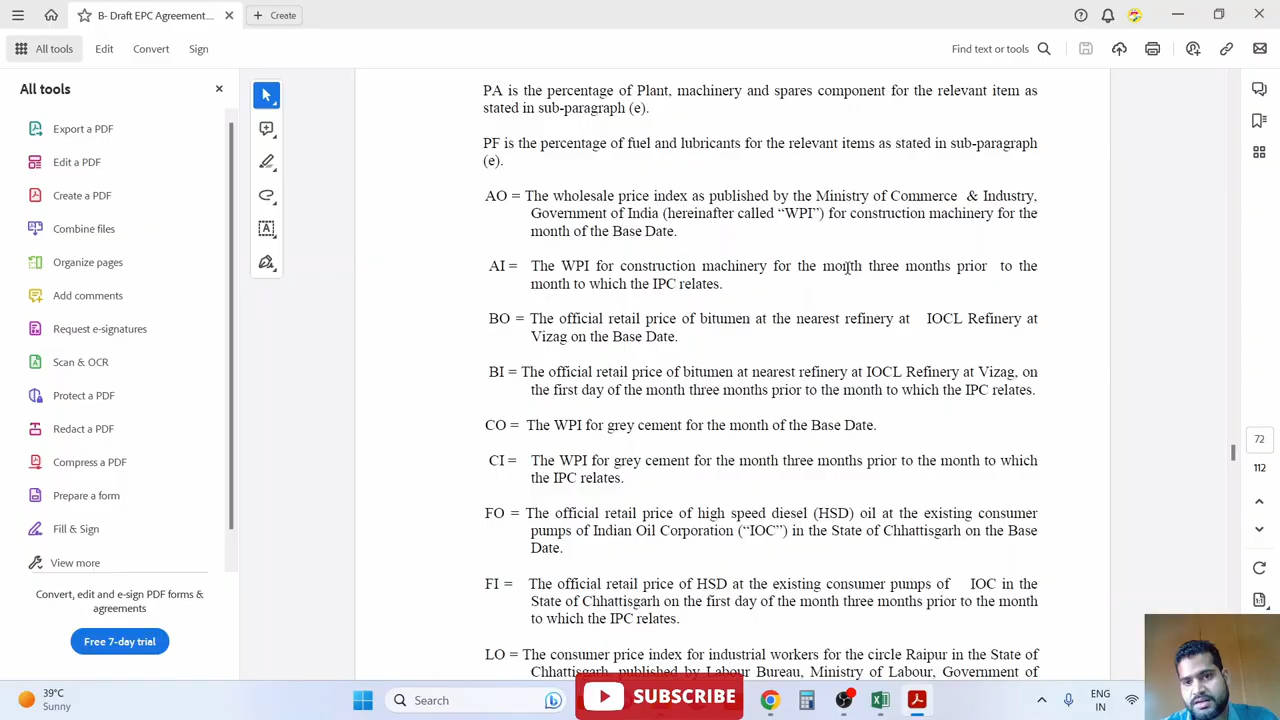 B- Draft EPC Agreement....
Create
All tools
Edit
Convert
Sign
Find text or tools
All tools
Export a PDF
Edit a PDF
Create a PDF
Combine files
Organize pages
Add comments
Request e-signatures
Scan & OCR
Protect a PDF
Redact a PDF
Compress a PDF
Prepare a form
Fill & Sign
View more
Convert, edit and e-sign PDF forms &
agreements
Free 7-day trial
PA is the percentage of Plant, machinery and spares component for the relevant item as
stated in sub-paragraph (e).
PF is the percentage of fuel and lubricants for the relevant items as stated in sub-paragraph
(e).
AO = The wholesale price index as published by the Ministry of Commerce & Industry,
Government of India (hereinafter called “WPI”) for construction machinery for the
month of the Base Date.
AI = The WPI for construction machinery for the month three months prior to the
month to which the IPC relates.
BO = The official retail price of bitumen at the nearest refinery at IOCL Refinery at
Vizag on the Base Date.
BI = The official retail price of bitumen at nearest refinery at IOCL Refinery at Vizag, on
the first day of the month three months prior to the month to which the IPC relates.
CO = The WPI for grey cement for the month of the Base Date.
CI = The WPI for grey cement for the month three months prior to the month to which
the IPC relates.
FO = The official retail price of high speed diesel (HSD) oil at the existing consumer
pumps of Indian Oil Corporation (“IOC”) in the State of Chhattisgarh on the Base
Date.
FI = The official retail price of HSD at the existing consumer pumps of IOC in the
State of Chhattisgarh on the first day of the month three months prior to the month
to which the IPC relates.
LO = The consumer price index for industrial workers for the circle Raipur in the State of
Chhattisgarh, published by Labour Bureau, Ministry of Labour, Government of
72
112
39°C
Sunny
Search
SUBSCRIBE
ENG
IN